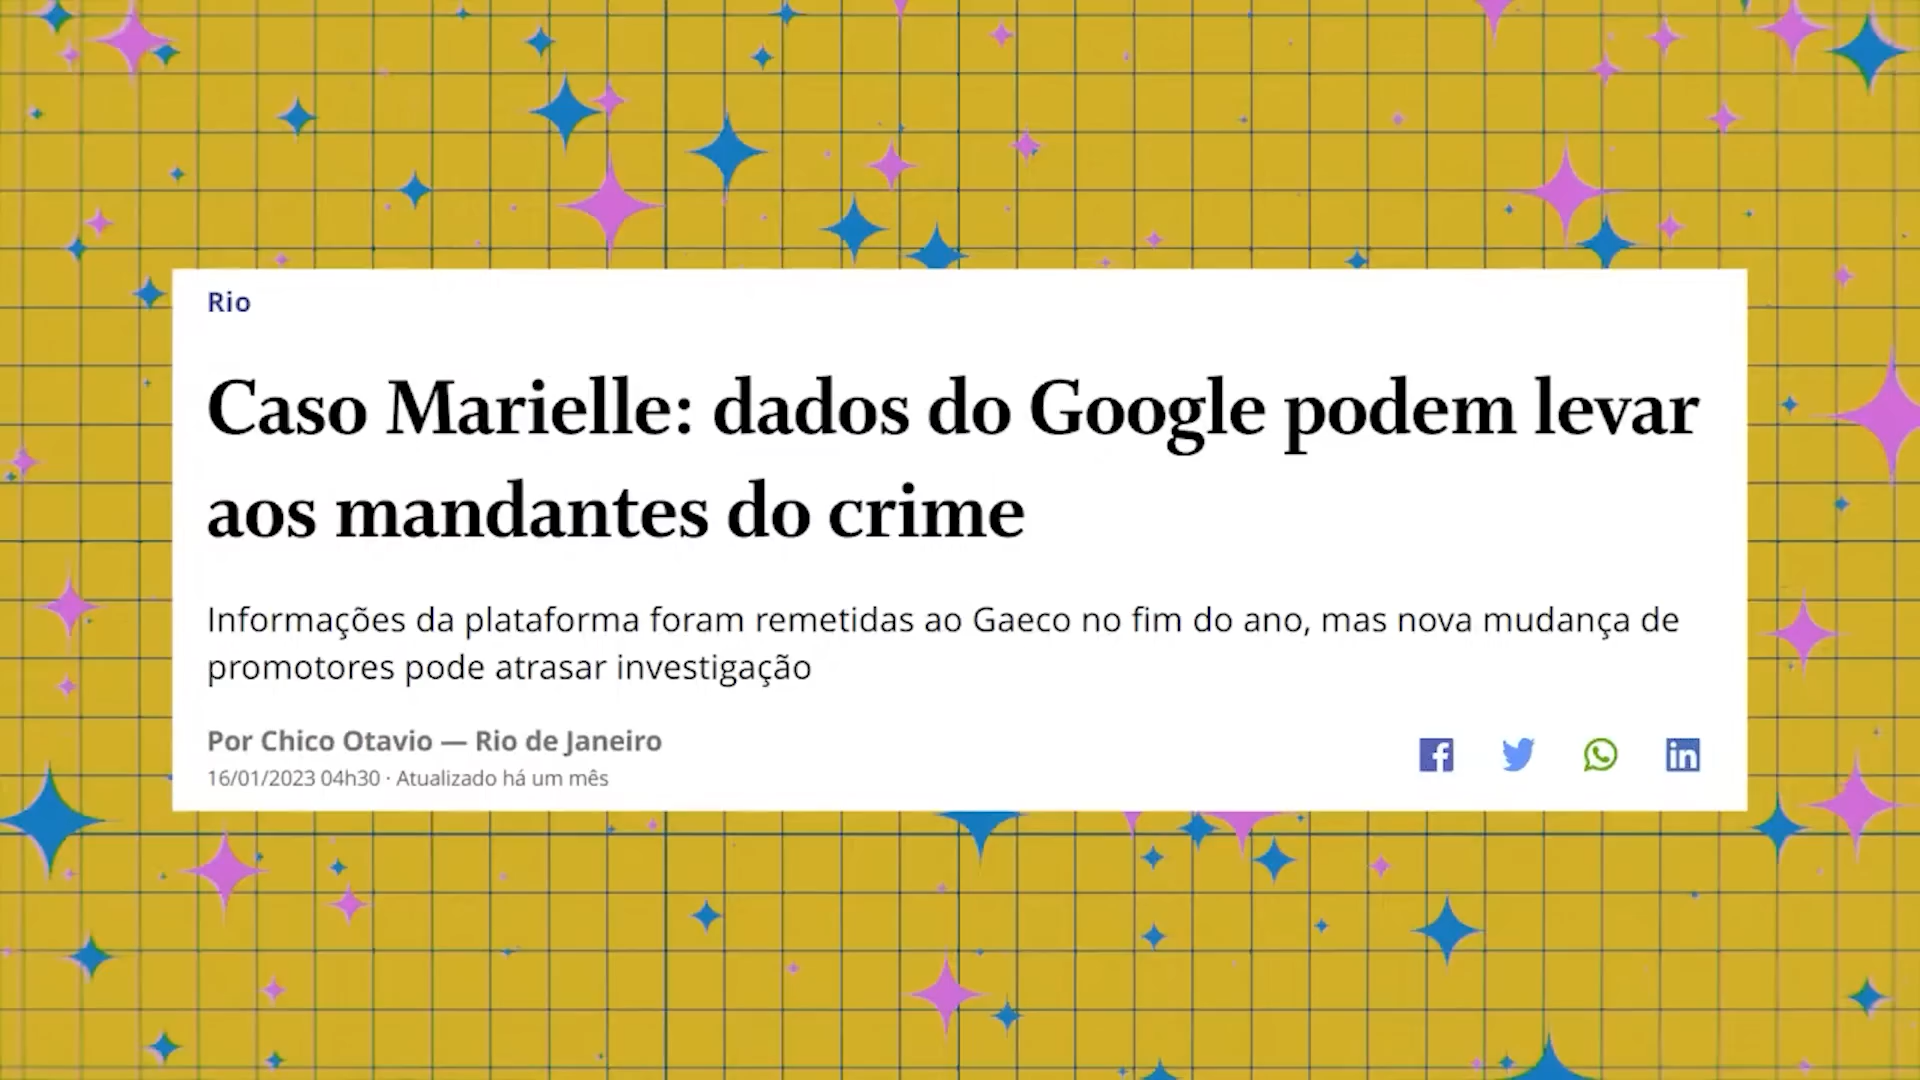 Rio
Caso Marielle: dados do Google podem levar
aos mandantes do crime
Informações da plataforma foram remetidas ao Gaeco no fim do ano, mas nova mudança de
promotores pode atrasar investigação
Por Chico Otavio — Rio de Janeiro
16/01/2023 04h30 · Atualizado há um mês